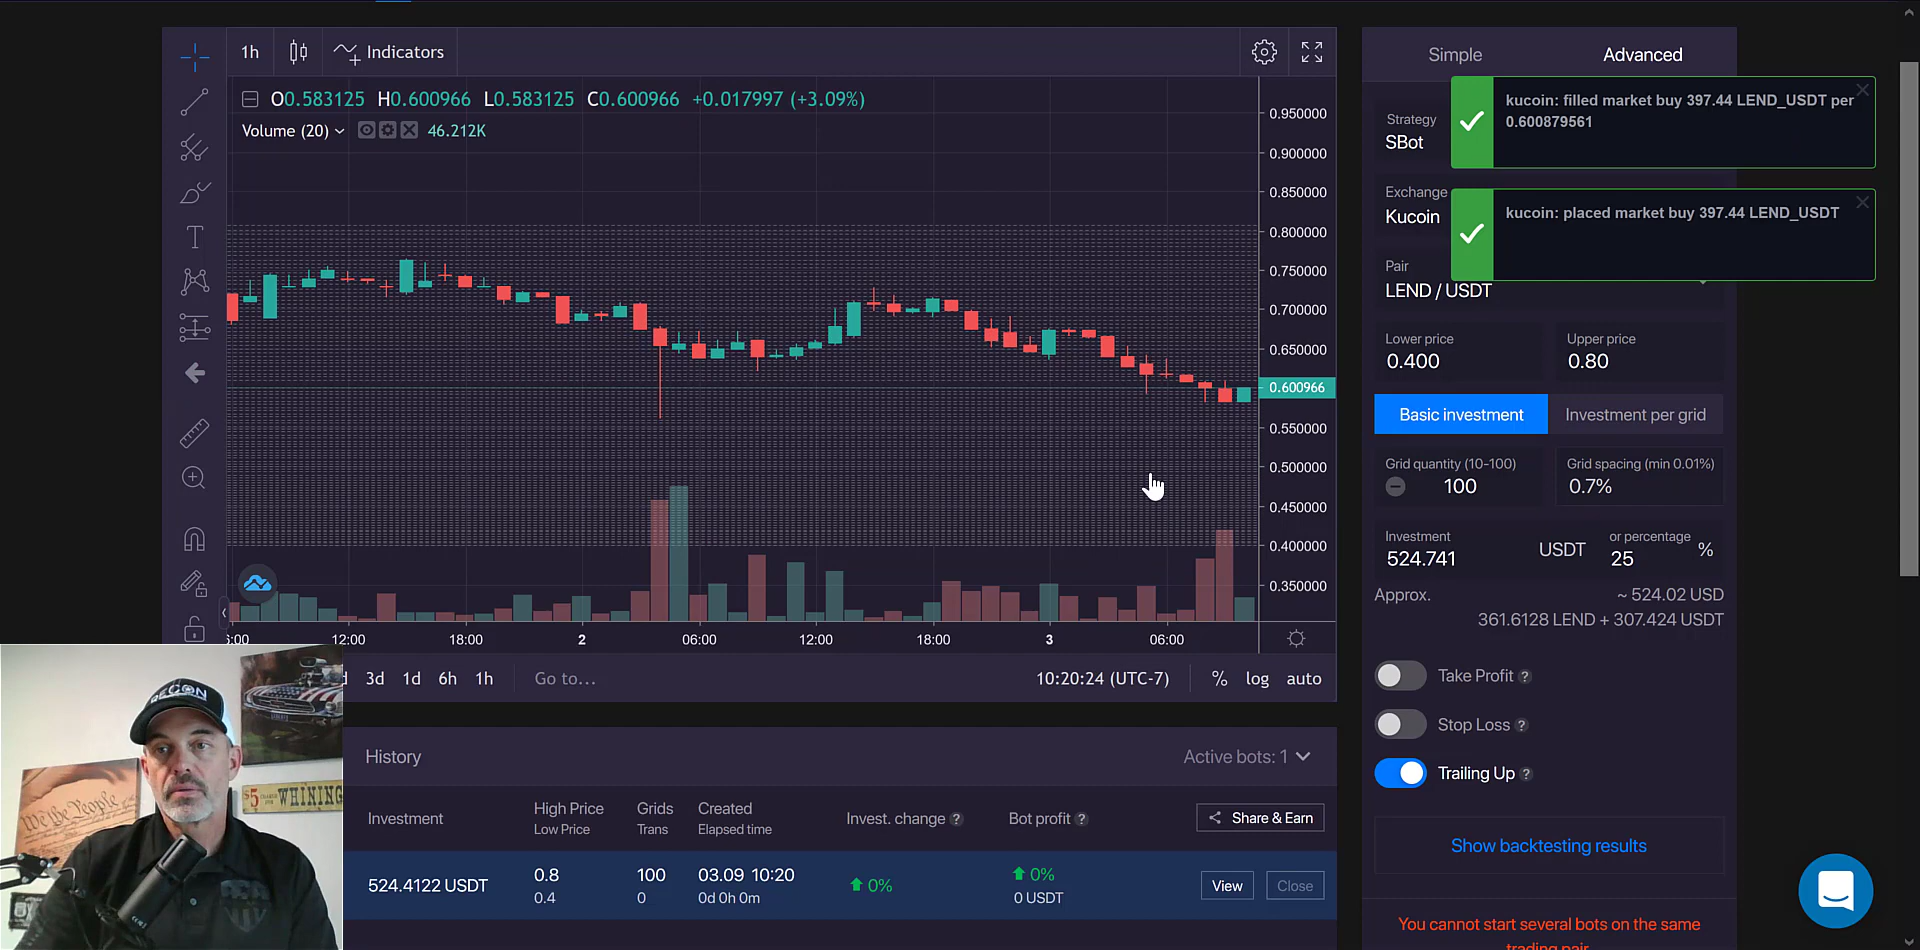 1h
Indicators
O0.583125 H0.600966 L0.583125 C0.600966 +0.017997 (+3.09%)
Volume (20) 46.212K
0.950000
0.900000
0.850000
0.800000
0.750000
0.700000
0.650000
0.600966
0.550000
0.500000
0.450000
0.400000
0.350000
:00 12:00 18:00 2 06:00 12:00 18:00 3 06:00
3d 1d 6h 1h Go to... 10:20:24 (UTC-7) % log auto
Simple Advanced
kucoin: filled market buy 397.44 LEND_USDT per
0.600879561
kucoin: placed market buy 397.44 LEND_USDT
Strategy
SBot
Exchange
Kucoin
Pair
LEND / USDT
Lower price Upper price
0.400 0.80
Basic investment Investment per grid
Grid quantity (10-100) Grid spacing (min 0.01%)
100 0.7%
Investment or percentage
524.741 USDT 25 %
Approx. ~ 524.02 USD
361.6128 LEND + 307.424 USDT
Take Profit ?
Stop Loss ?
Trailing Up ?
Show backtesting results
You cannot start several bots on the same
trading pair
History Active bots: 1
Investment
High Price
Low Price
Grids
Trans
Created
Elapsed time
Invest. change ?
Bot profit ?
Share & Earn
524.4122 USDT
0.8
0.4
100
0
03.09 10:20
0d 0h 0m
0%
0%
0 USDT
View
Close
RECON
We the People
$5 WHINING